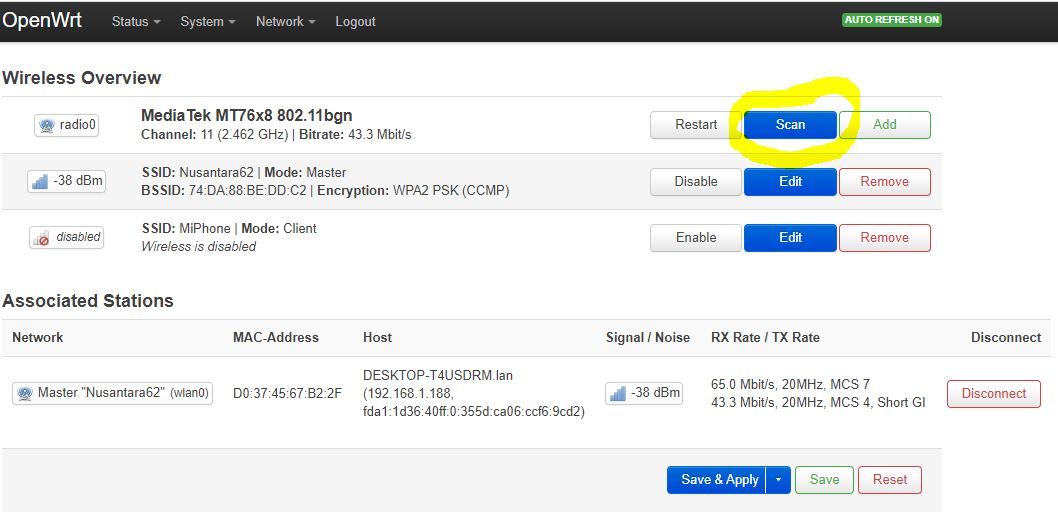 OpenWrt Status System Network Logout AUTO REFRESH ON
Wireless Overview
radio0
MediaTek MT76x8 802.11bgn
Channel: 11 (2.462 GHz) | Bitrate: 43.3 Mbit/s
Restart Scan Add
-38 dBm
SSID: Nusantara62 | Mode: Master
BSSID: 74:DA:88:BE:DD:C2 | Encryption: WPA2 PSK (CCMP)
Disable Edit Remove
disabled
SSID: MiPhone | Mode: Client
Wireless is disabled
Enable Edit Remove
Associated Stations
Network MAC-Address Host Signal / Noise RX Rate / TX Rate Disconnect
Master "Nusantara62" (wlan0)
D0:37:45:67:B2:2F
DESKTOP-T4USDRM.lan
(192.168.1.188,
fda1:1d36:40ff:0:355d:ca06:ccf6:9cd2)
-38 dBm
65.0 Mbit/s, 20MHz, MCS 7
43.3 Mbit/s, 20MHz, MCS 4, Short GI
Disconnect
Save & Apply Save Reset